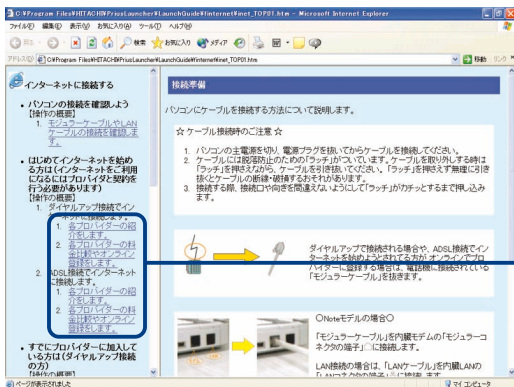 C:¥Program Files¥HITACHI¥PriusLauncher¥LaunchGuide¥finternet¥inet_TOP01.htm - Microsoft Internet Explorer
ファイル(F) 編集(E) 表示(V) お気に入り(A) ツール(T) ヘルプ(H)
戻る 検索 お気に入り メディア
アドレス(D) C:¥Program Files¥HITACHI¥PriusLauncher¥LaunchGuide¥finternet¥inet_TOP01.htm 移動 リンク
インターネットに接続する
・パソコンの接続を確認しよう
【操作の概要】
1. モジュラーケーブルやLAN
ケーブルの接続を確認しま
す。
・はじめてインターネットを始め
る方は(インターネットをご利用
になるにはプロバイダと契約を
行う必要があります)
【操作の概要】
1. ダイヤルアップ接続でイン
ターネットに接続します。
1. 各プロバイダーの紹
介をします。
2. 各プロバイダーの料
金比較やオンライン
登録をします。
2. ADSL接続でインターネット
に接続します。
1. 各プロバイダーの紹
介をします。
2. 各プロバイダーの料
金比較やオンライン
登録をします。
・すでにプロバイダーに加入して
いる方は(ダイヤルアップ接続
の方)
【操作の概要】
接続準備
パソコンにケーブルを接続する方法について説明します。
☆ ケーブル接続時のご注意 ☆
1. パソコンの主電源を切り、電源プラグを抜いてからケーブルを接続してください。
2. ケーブルには脱落防止のための「ラッチ」がついています。ケーブルを取り外しする時は
「ラッチ」を押さえながら、ケーブルを引き抜いてください。「ラッチ」を押さえず無理に引き
抜くとケーブルの断線・破損するおそれがあります。
3. 接続する際、接続口や向きを間違えないようにして「ラッチ」がカチッとするまで押し込み
ます。
ダイヤルアップで接続される場合や、ADSL接続でイン
ターネットを始めようとされてる方が オンラインでプロ
バイダーに登録する場合は、電話機に接続されている
「モジュラーケーブル」を抜きます。
○Noteモデルの場合○
「モジュラーケーブル」を内臓モデムの「モジュラーコ
ネクタの端子」に接続します。
LAN接続の場合は、「LANケーブル」を内臓LANの
ページが表示されました
マイ コンピュータ